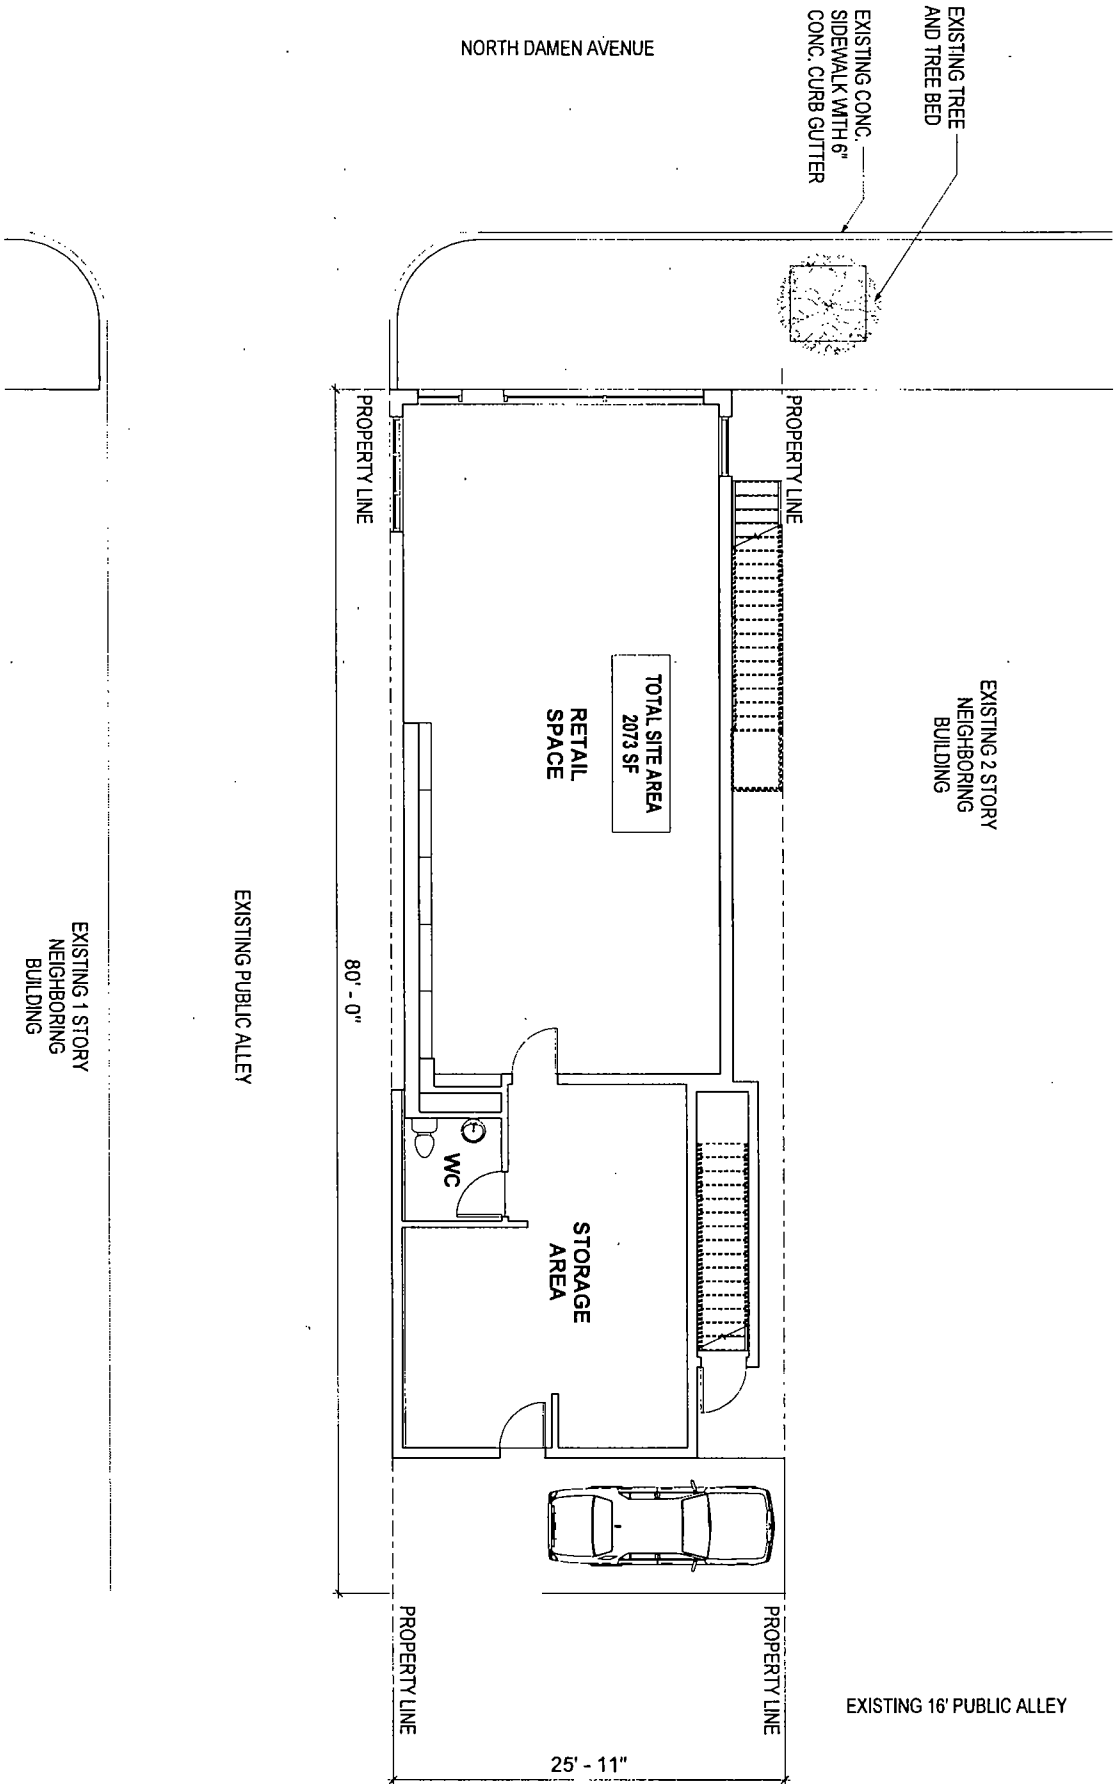 NORTH DAMEN AVENUE
EXISTING TREE
AND TREE BED
EXISTING CONC.
SIDEWALK WITH 6"
CONC. CURB GUTTER
PROPERTY LINE
PROPERTY LINE
EXISTING 2 STORY
NEIGHBORING
BUILDING
TOTAL SITE AREA
2073 SF
RETAIL
SPACE
80' - 0"
EXISTING PUBLIC ALLEY
EXISTING 1 STORY
NEIGHBORING
BUILDING
WC
STORAGE
AREA
PROPERTY LINE
PROPERTY LINE
EXISTING 16' PUBLIC ALLEY
25' - 11"